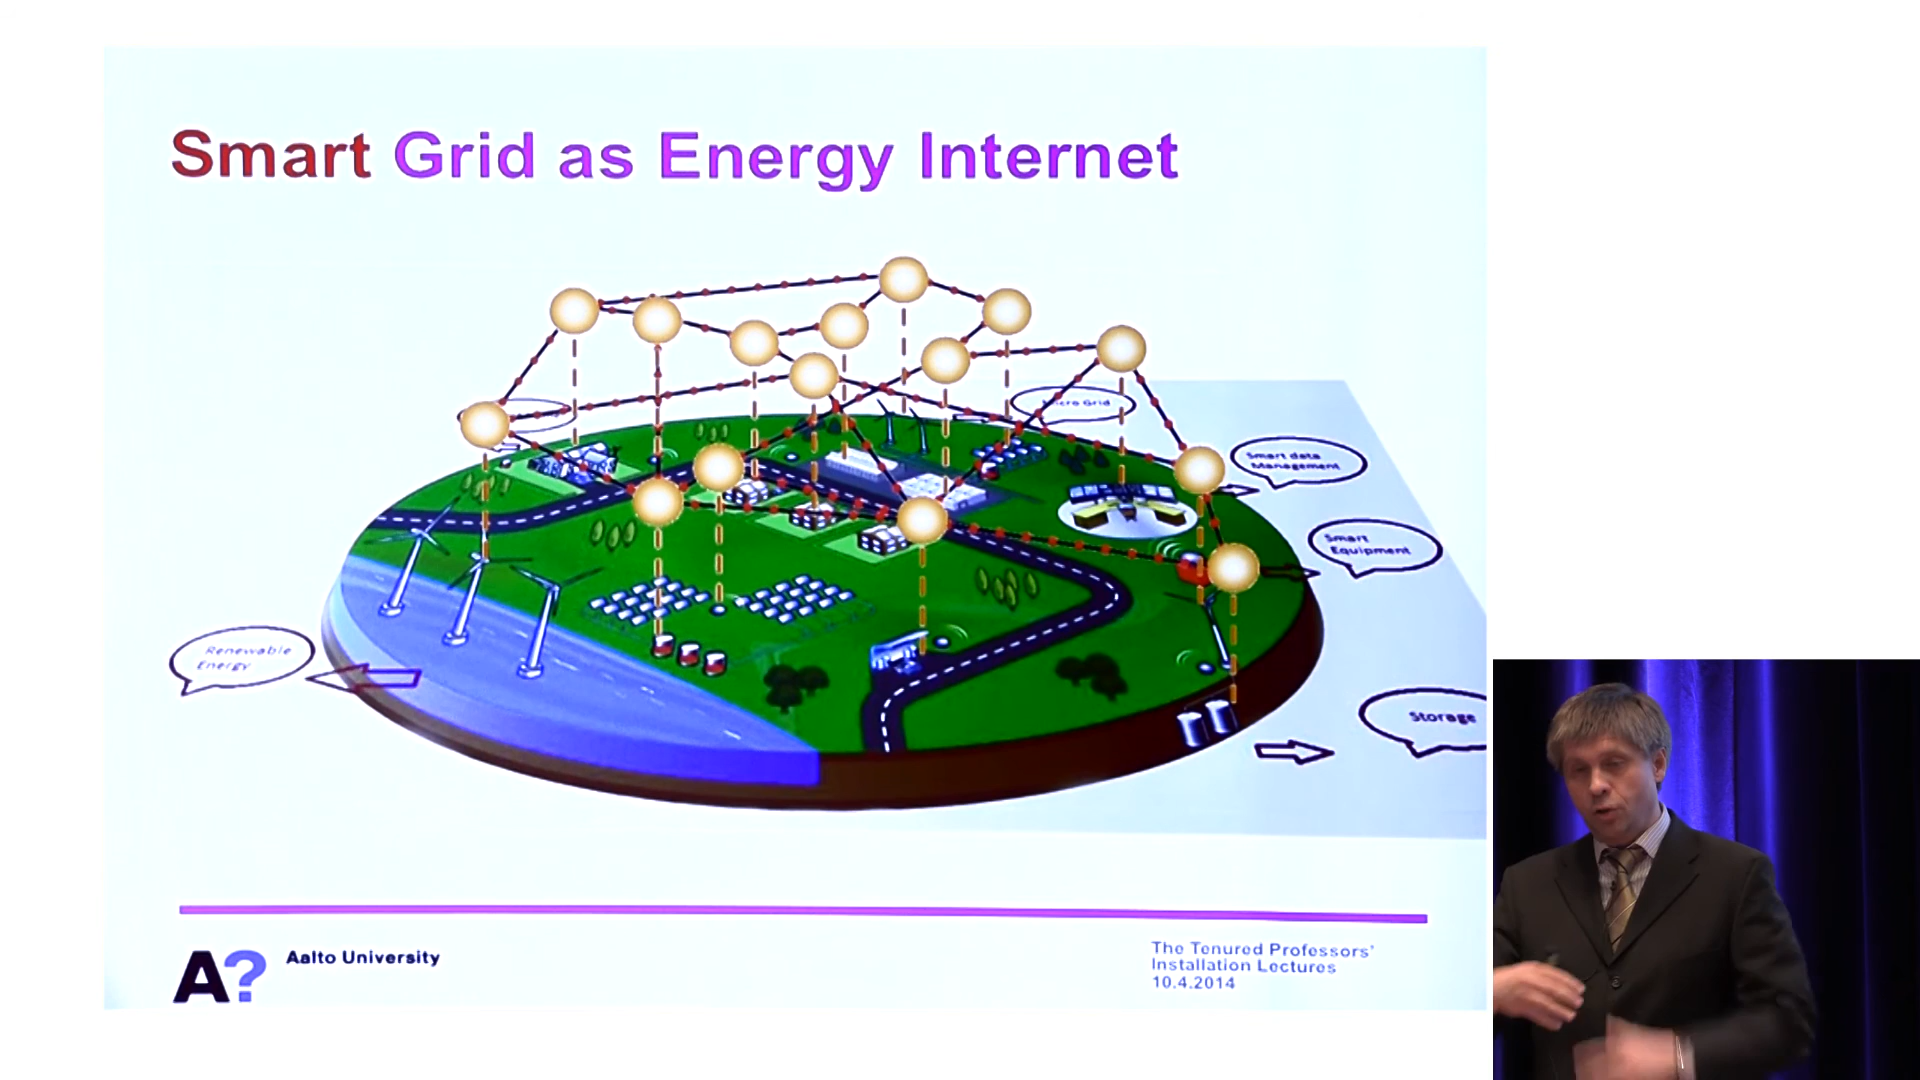 Smart Grid as Energy Internet
Grid
Smart data
Management
Smart
Equipment
Renewable
Energy
Storage
A?
Aalto University
The Tenured Professors'
Installation Lectures
10.4.2014